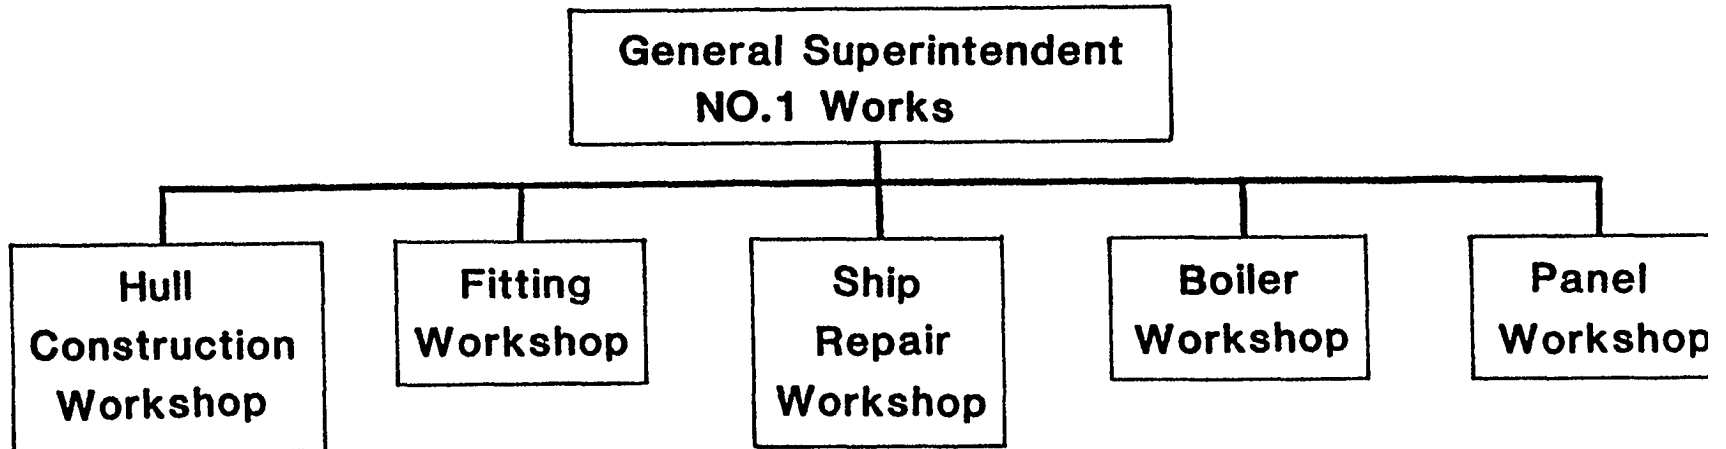 General Superintendent
NO.1 Works
Hull
Construction
Workshop
Fitting
Workshop
Ship
Repair
Workshop
Boiler
Workshop
Panel
Workshop